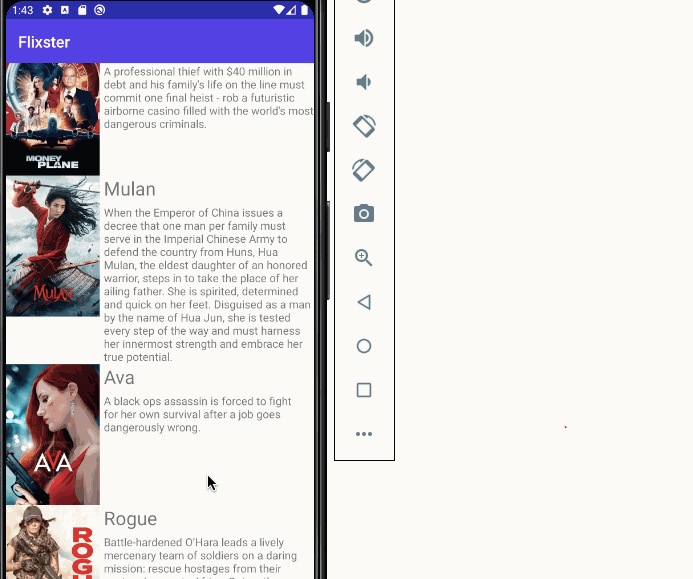 1:43
Flixster
A professional thief with $40 million in
debt and his family's life on the line must
commit one final heist - rob a futuristic
airborne casino filled with the world's most
dangerous criminals.
MONEY
PLANE
Mulan
When the Emperor of China issues a
decree that one man per family must
serve in the Imperial Chinese Army to
defend the country from Huns, Hua
Mulan, the eldest daughter of an honored
warrior, steps in to take the place of her
ailing father. She is spirited, determined
and quick on her feet. Disguised as a man
by the name of Hua Jun, she is tested
every step of the way and must harness
her innermost strength and embrace her
true potential.
MULAN
Ava
A black ops assassin is forced to fight
for her own survival after a job goes
dangerously wrong.
AVA
Rogue
Battle-hardened O'Hara leads a lively
mercenary team of soldiers on a daring
mission: rescue hostages from their
ROG